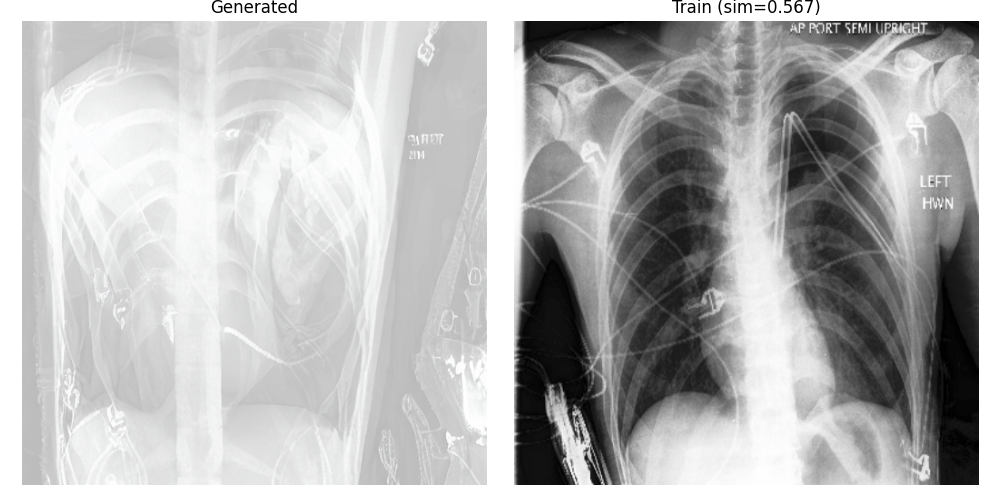 Generated
Train (sim=0.567)
AP PORT SEMI UPRIGHT
LEFT
HWN